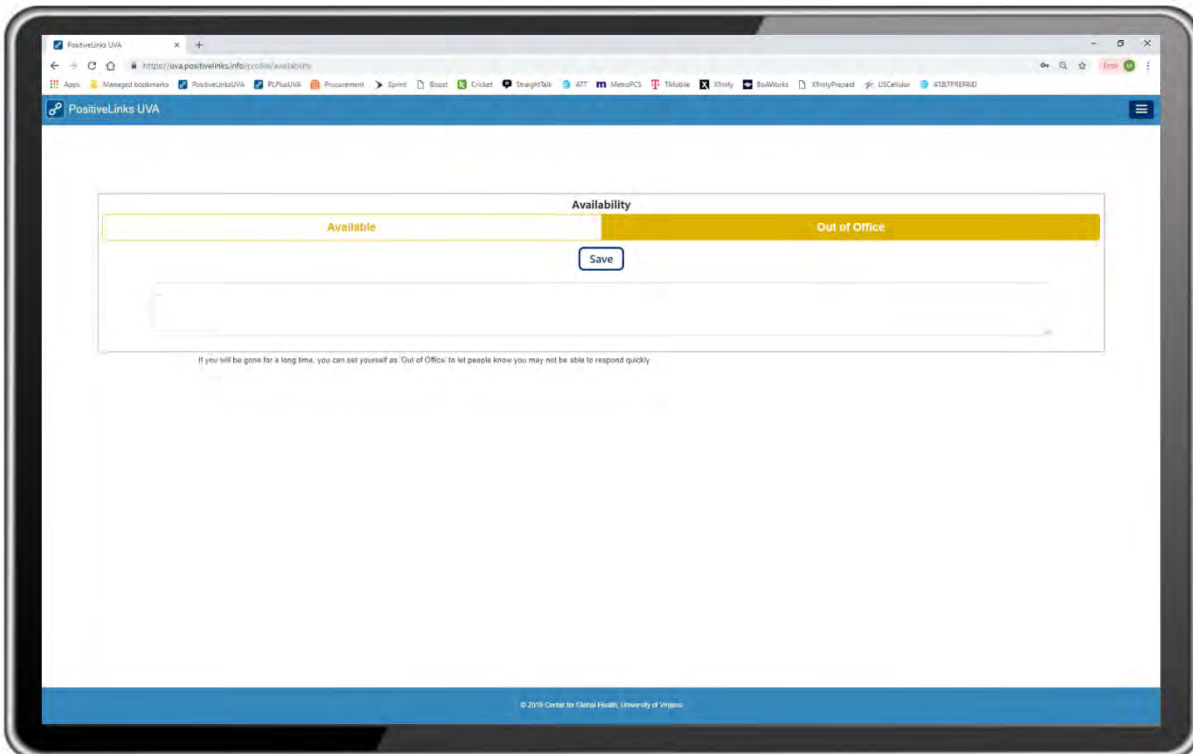 PositiveLinks UVA
https://uva.positivelinks.info/profile/availability
Error M
Apps Managed bookmarks PositiveLinksUVA PLPlusUVA Procurement Sprint Boost Cricket StraightTalk ATT MetroPCS TMobile Xfinity BoAWorks XfinityPrepaid USCellular AT&TPREPAID
PositiveLinks UVA
Availability
Available Out of Office
Save
If you will be gone for a long time, you can set yourself as 'Out of Office' to let people know you may not be able to respond quickly
© 2019 Center for Global Health, University of Virginia